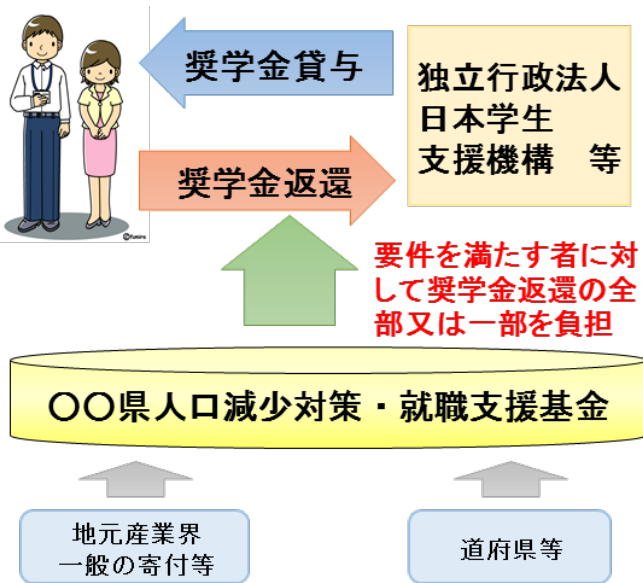 奨学金貸与
独立行政法人
日本学生
支援機構　等
奨学金返還
©fumira
要件を満たす者に対
して奨学金返還の全
部又は一部を負担
〇〇県人口減少対策・就職支援基金
地元産業界
一般の寄付等
道府県等